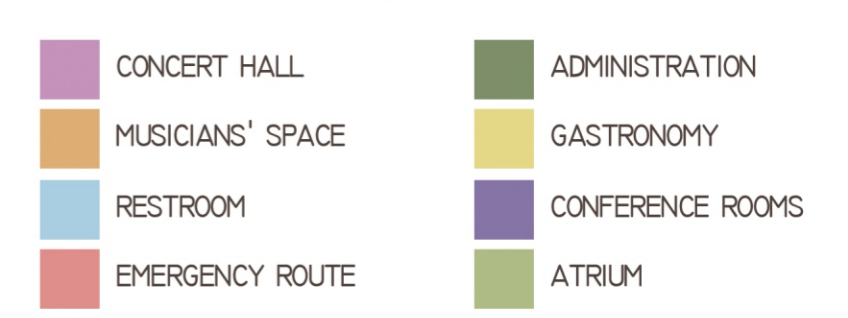 CONCERT HALL
MUSICIANS' SPACE
RESTROOM
EMERGENCY ROUTE
ADMINISTRATION
GASTRONOMY
CONFERENCE ROOMS
ATRIUM